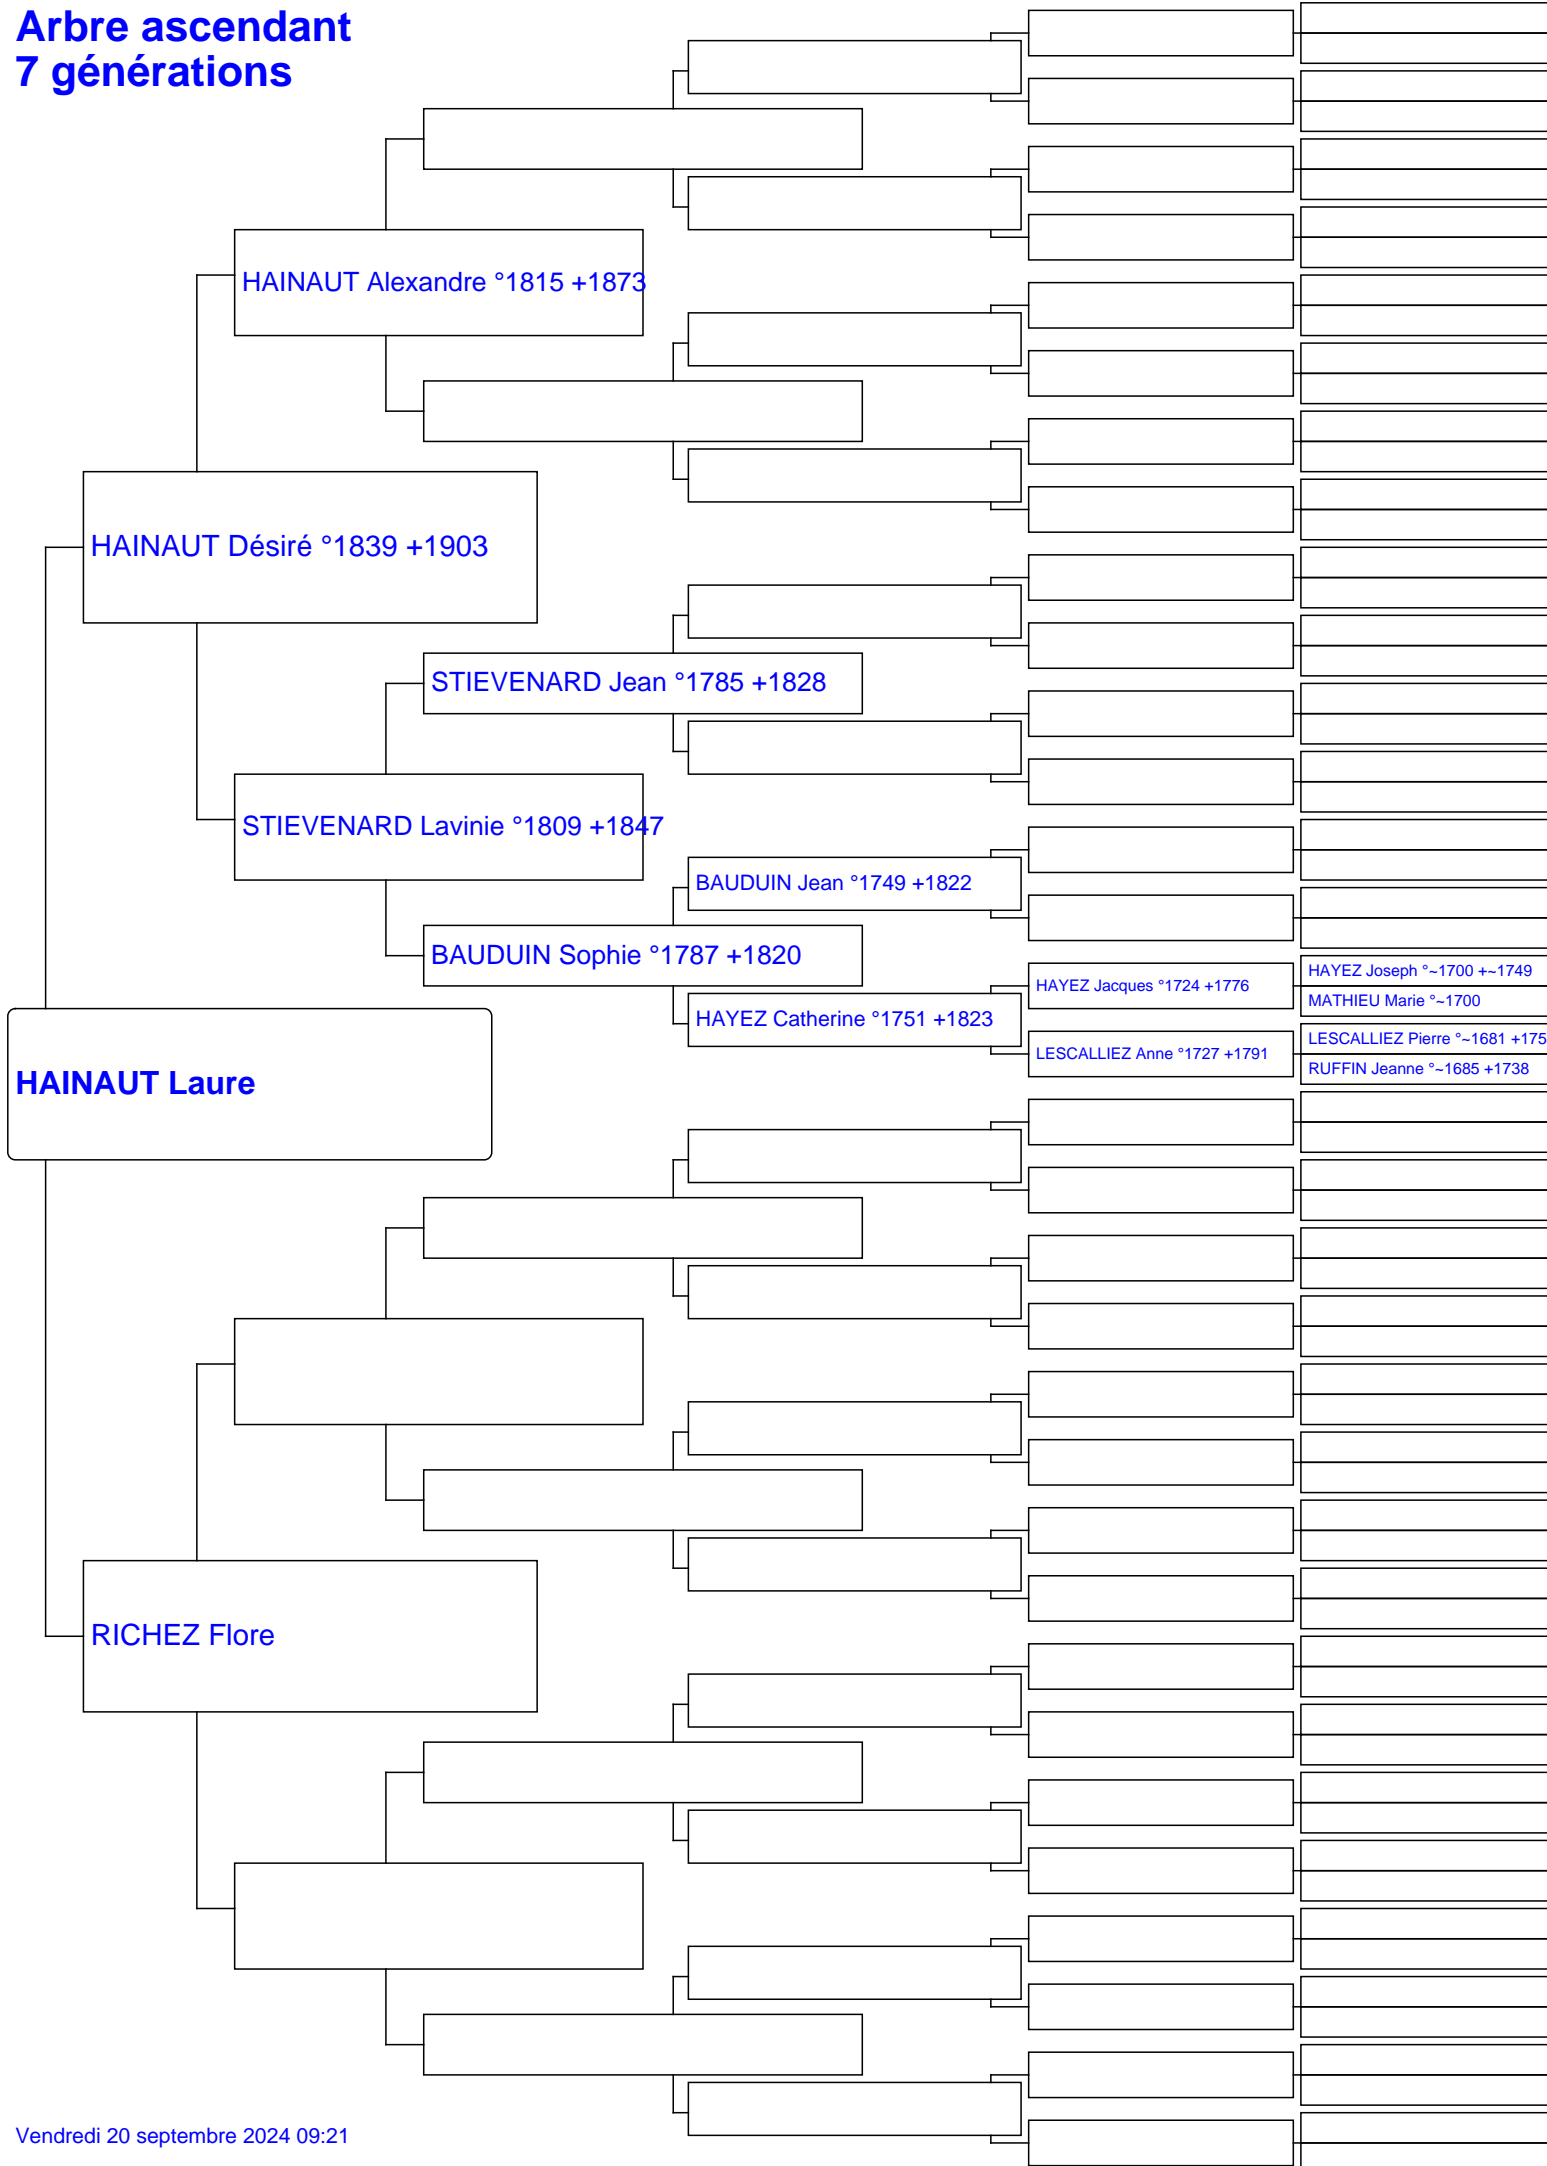 Arbre ascendant
7 générations
HAINAUT Alexandre °1815 +1873
HAINAUT Désiré °1839 +1903
STIEVENARD Jean °1785 +1828
STIEVENARD Lavinie °1809 +1847
BAUDUIN Jean °1749 +1822
BAUDUIN Sophie °1787 +1820
HAYEZ Joseph °~1700 +~1749
HAYEZ Jacques °1724 +1776
MATHIEU Marie °~1700
HAYEZ Catherine °1751 +1823
LESCALLIEZ Pierre °~1681 +175
LESCALLIEZ Anne °1727 +1791
RUFFIN Jeanne °~1685 +1738
HAINAUT Laure
RICHEZ Flore
Vendredi 20 septembre 2024 09:21